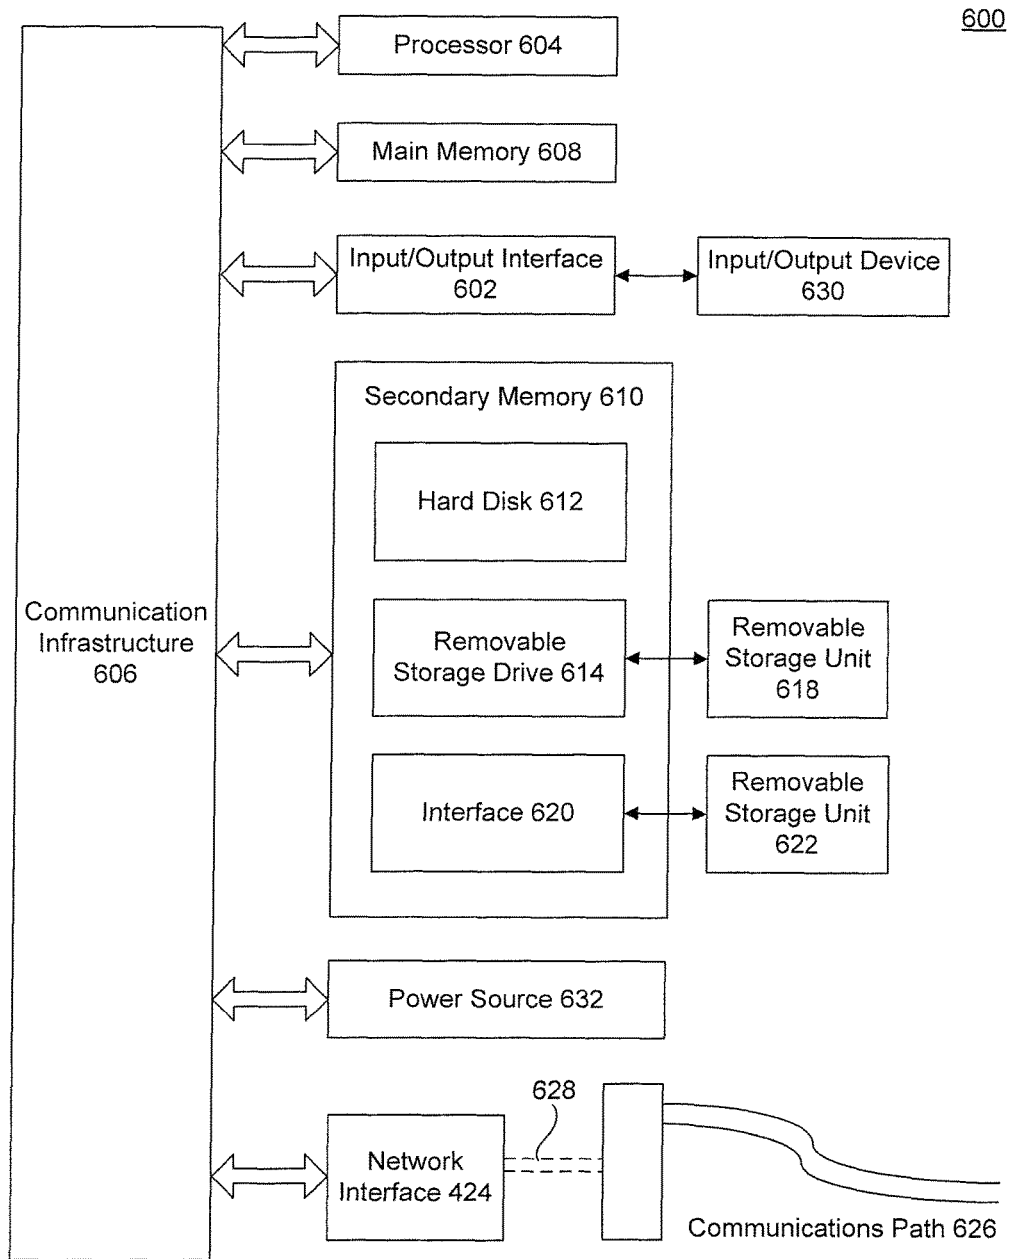 600
Processor 604
Main Memory 608
Input/Output Interface
602
Input/Output Device
630
Secondary Memory 610
Hard Disk 612
Communication
Infrastructure
606
Removable
Storage Drive 614
Removable
Storage Unit
618
Interface 620
Removable
Storage Unit
622
Power Source 632
628
Network
Interface 424
Communications Path 626